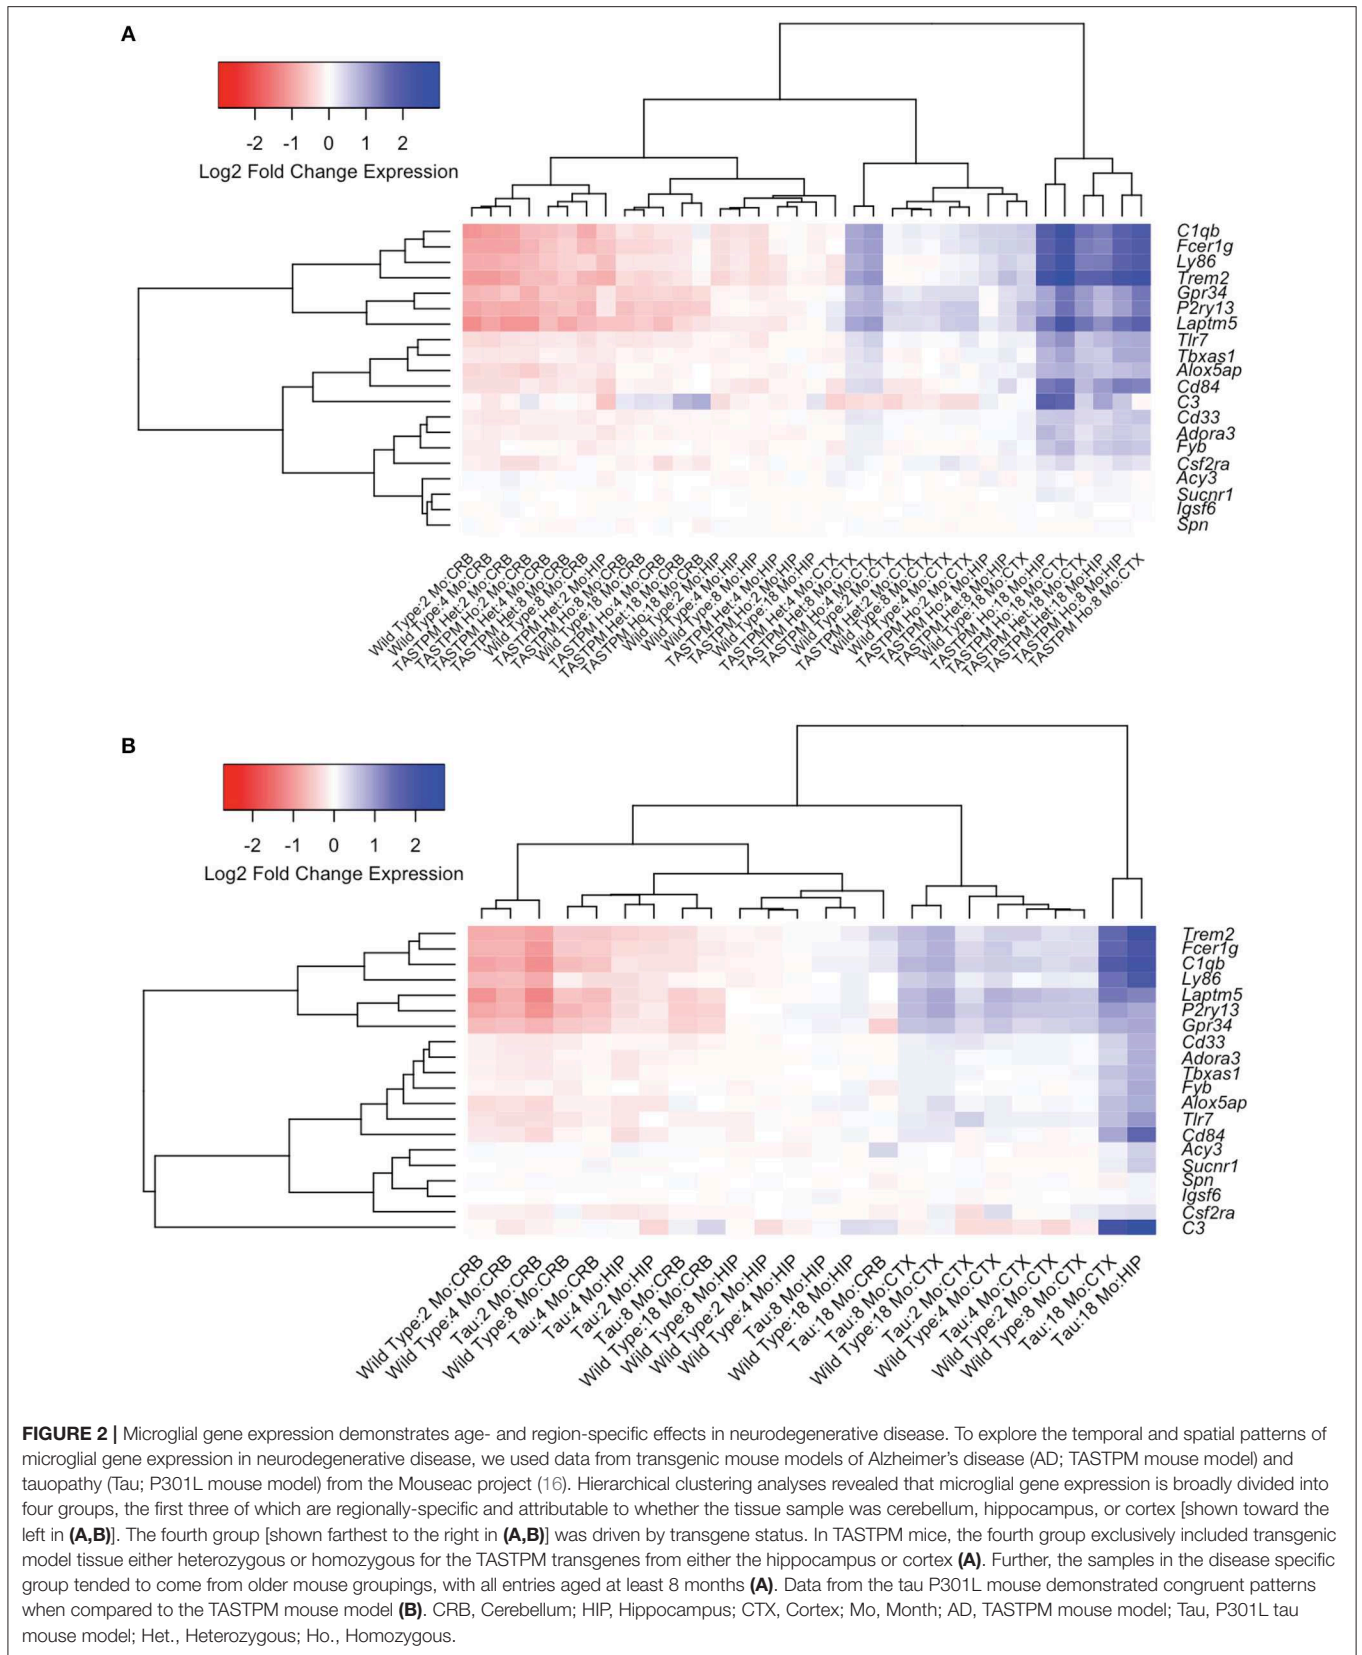 A
-2 -1 0 1 2
Log2 Fold Change Expression
C1qb
Fcer1g
Ly86
Trem2
Gpr34
P2ry13
Laptm5
Tlr7
Tbxas1
Alox5ap
Cd84
C3
Cd33
Adora3
Fyb
Csf2ra
Acy3
Sucnr1
Igsf6
Spn
Wild Type:2 Mo:CRB
Wild Type:4 Mo:CRB
TASTPM Het:2 Mo:CRB
TASTPM Ho:2 Mo:CRB
TASTPM Het:4 Mo:CRB
TASTPM Het:8 Mo:CRB
Wild Type:8 Mo:CRB
TASTPM Het:2 Mo:HIP
TASTPM Ho:8 Mo:CRB
Wild Type:18 Mo:CRB
TASTPM Ho:4 Mo:CRB
TASTPM Het:18 Mo:CRB
TASTPM Ho:18 Mo:CRB
Wild Type:2 Mo:HIP
Wild Type:4 Mo:HIP
Wild Type:8 Mo:HIP
TASTPM Het:4 Mo:HIP
TASTPM Ho:2 Mo:HIP
Wild Type:18 Mo:HIP
TASTPM Het:4 Mo:CTX
TASTPM Het:8 Mo:CTX
TASTPM Ho:4 Mo:CTX
Wild Type:2 Mo:CTX
TASTPM Het:2 Mo:CTX
Wild Type:8 Mo:CTX
Wild Type:4 Mo:CTX
TASTPM Ho:2 Mo:CTX
TASTPM Ho:4 Mo:HIP
TASTPM Het:8 Mo:HIP
Wild Type:18 Mo:CTX
TASTPM Ho:18 Mo:HIP
TASTPM Ho:18 Mo:CTX
TASTPM Het:18 Mo:CTX
TASTPM Het:18 Mo:HIP
TASTPM Ho:8 Mo:HIP
TASTPM Ho:8 Mo:CTX
B
-2 -1 0 1 2
Log2 Fold Change Expression
Trem2
Fcer1g
C1qb
Ly86
Laptm5
P2ry13
Gpr34
Cd33
Adora3
Tbxas1
Fyb
Alox5ap
Tlr7
Cd84
Acy3
Sucnr1
Spn
Igsf6
Csf2ra
C3
Wild Type:2 Mo:CRB
Wild Type:4 Mo:CRB
Tau:2 Mo:CRB
Wild Type:8 Mo:CRB
Tau:4 Mo:CRB
Tau:4 Mo:HIP
Tau:2 Mo:HIP
Tau:8 Mo:CRB
Wild Type:18 Mo:CRB
Wild Type:8 Mo:HIP
Wild Type:2 Mo:HIP
Wild Type:4 Mo:HIP
Tau:8 Mo:HIP
Wild Type:18 Mo:HIP
Tau:18 Mo:CRB
Tau:8 Mo:CTX
Wild Type:18 Mo:CTX
Tau:2 Mo:CTX
Wild Type:4 Mo:CTX
Tau:4 Mo:CTX
Wild Type:2 Mo:CTX
Wild Type:8 Mo:CTX
Tau:18 Mo:CTX
Tau:18 Mo:HIP
FIGURE 2 | Microglial gene expression demonstrates age- and region-specific effects in neurodegenerative disease. To explore the temporal and spatial patterns of
microglial gene expression in neurodegenerative disease, we used data from transgenic mouse models of Alzheimer's disease (AD; TASTPM mouse model) and
tauopathy (Tau; P301L mouse model) from the Mouseac project (16). Hierarchical clustering analyses revealed that microglial gene expression is broadly divided into
four groups, the first three of which are regionally-specific and attributable to whether the tissue sample was cerebellum, hippocampus, or cortex [shown toward the
left in (A,B)]. The fourth group [shown farthest to the right in (A,B)] was driven by transgene status. In TASTPM mice, the fourth group exclusively included transgenic
model tissue either heterozygous or homozygous for the TASTPM transgenes from either the hippocampus or cortex (A). Further, the samples in the disease specific
group tended to come from older mouse groupings, with all entries aged at least 8 months (A). Data from the tau P301L mouse demonstrated congruent patterns
when compared to the TASTPM mouse model (B). CRB, Cerebellum; HIP, Hippocampus; CTX, Cortex; Mo, Month; AD, TASTPM mouse model; Tau, P301L tau
mouse model; Het., Heterozygous; Ho., Homozygous.